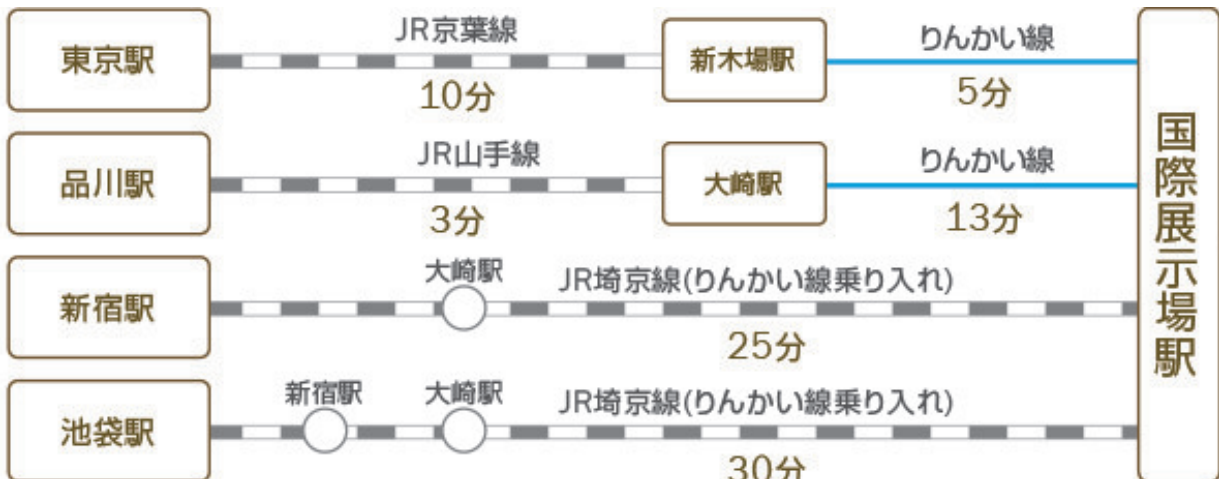 東京駅
JR京葉線
10分
新木場駅
りんかい線
5分
品川駅
JR山手線
3分
大崎駅
りんかい線
13分
新宿駅
大崎駅
JR埼京線(りんかい線乗り入れ)
25分
池袋駅
新宿駅
大崎駅
JR埼京線(りんかい線乗り入れ)
30分
国際展示場駅